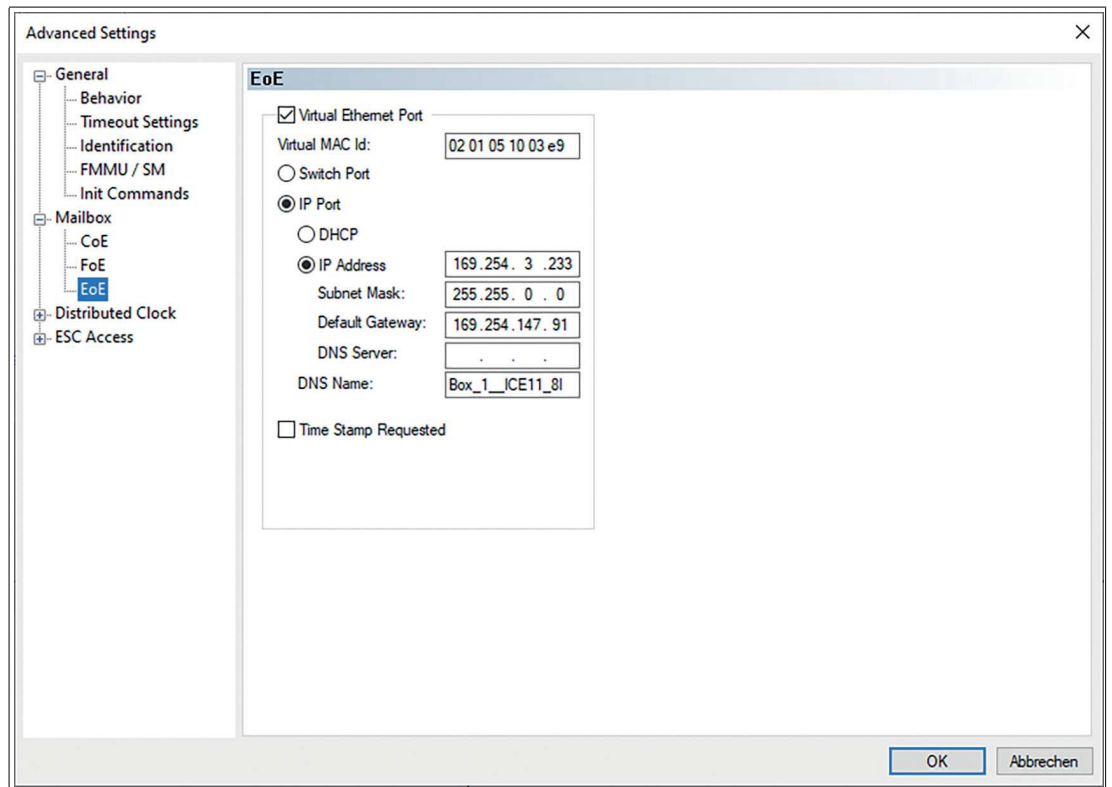 Advanced Settings
General
Behavior
Timeout Settings
Identification
FMMU / SM
Init Commands
Mailbox
CoE
FoE
EoE
Distributed Clock
ESC Access
EoE
Virtual Ethernet Port
Virtual MAC Id: 02 01 05 10 03 e9
Switch Port
IP Port
DHCP
IP Address 169.254. 3 .233
Subnet Mask: 255.255. 0 . 0
Default Gateway: 169.254.147. 91
DNS Server: . . .
DNS Name: Box_1__ICE11_8I
Time Stamp Requested
OK Abbrechen